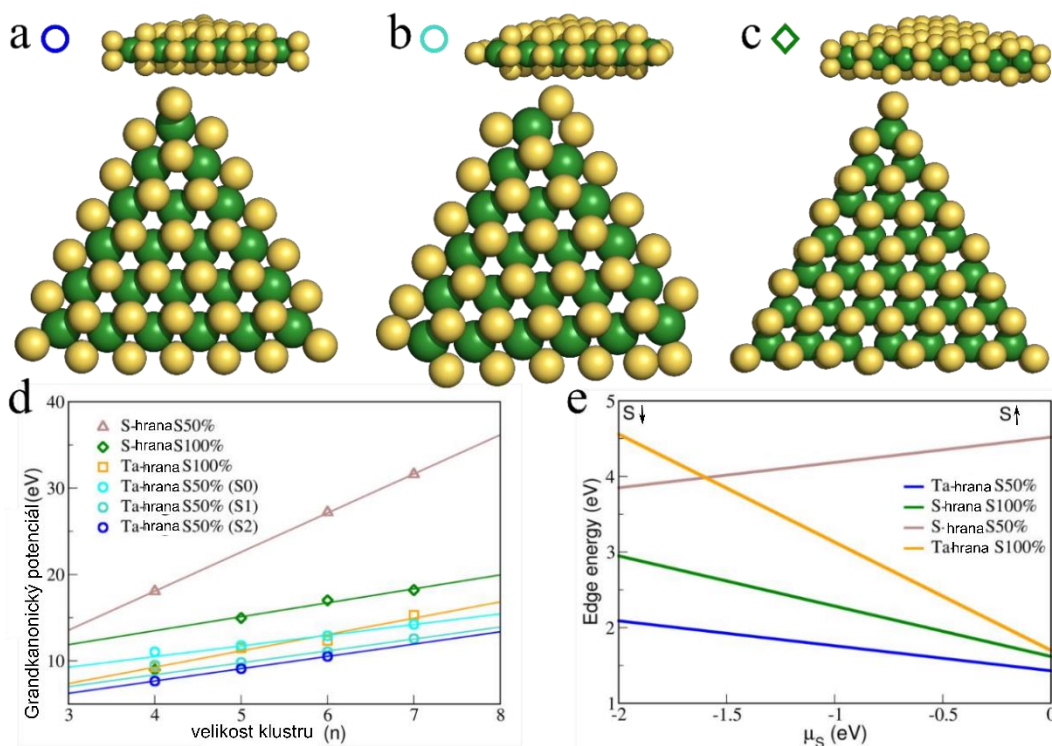 a
b
c
d
40
30
20
10
3
4
5
6
7
8
Grandkanonický potenciál(eV)
velikost klustru (n)
S-hrana S50%
S-hrana S100%
Ta-hrana S100%
Ta-hrana S50% (S0)
Ta-hrana S50% (S1)
Ta-hrana S50% (S2)
e
S ↓
S ↑
5
4
3
2
1
-2
-1.5
-1
-0.5
0
Edge energy (eV)
μS (eV)
Ta-hrana S50%
S-hrana S100%
S-hrana S50%
Ta-hrana S100%